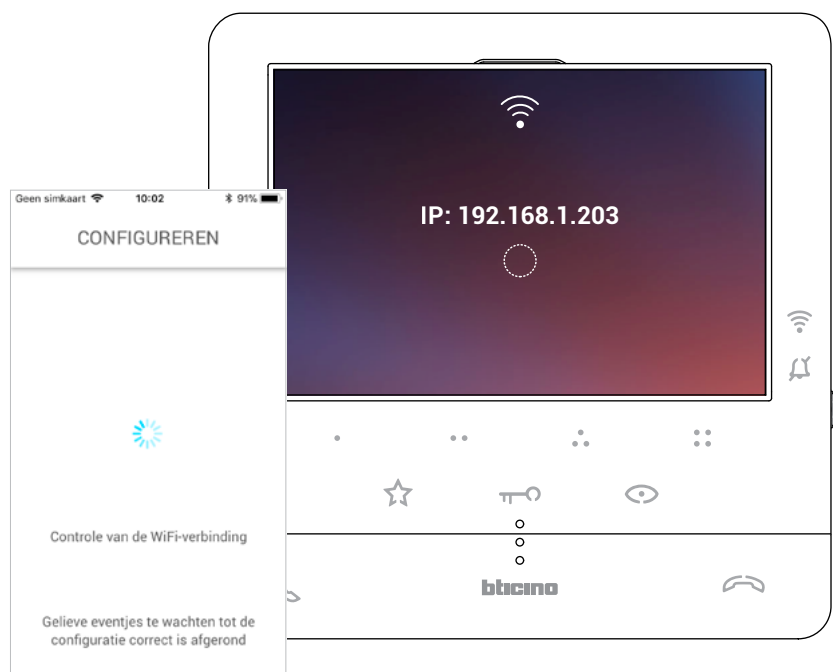 Geen simkaart 10:02 91%
CONFIGUREREN
Controle van de WiFi-verbinding
Gelieve eventjes te wachten tot de
configuratie correct is afgerond
IP: 192.168.1.203
bticino